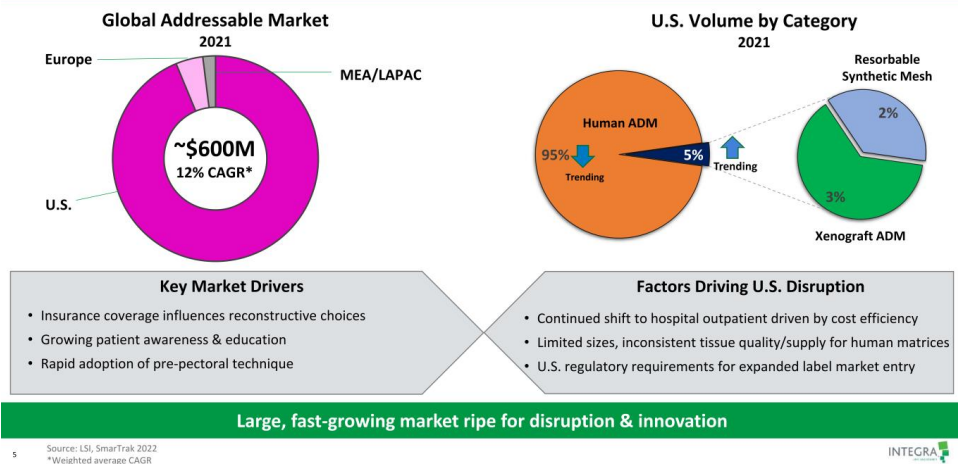 Global Addressable Market
2021
Europe
MEA/LAPAC
~$600M
12% CAGR*
U.S.
U.S. Volume by Category
2021
Resorbable
Synthetic Mesh
Human ADM
95%
Trending
5%
Trending
2%
3%
Xenograft ADM
Key Market Drivers
• Insurance coverage influences reconstructive choices
• Growing patient awareness & education
• Rapid adoption of pre-pectoral technique
Factors Driving U.S. Disruption
• Continued shift to hospital outpatient driven by cost efficiency
• Limited sizes, inconsistent tissue quality/supply for human matrices
• U.S. regulatory requirements for expanded label market entry
Large, fast-growing market ripe for disruption & innovation
5
Source: LSI, SmarTrak 2022
*Weighted average CAGR
INTEGRA